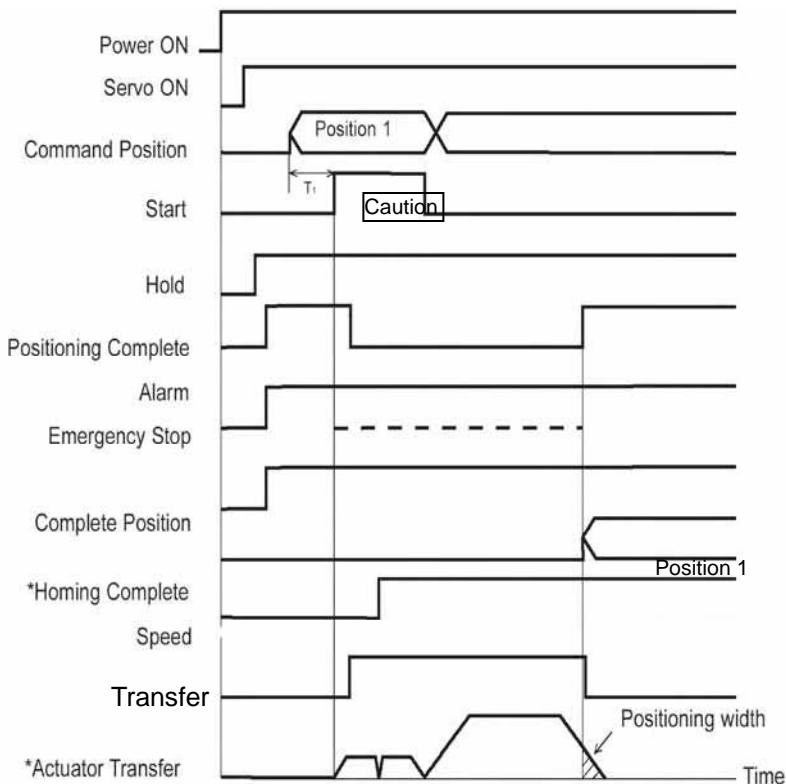 Power ON
Servo ON
Command Position
Position 1
T1
Start
Caution
Hold
Positioning Complete
Alarm
Emergency Stop
Complete Position
Position 1
*Homing Complete
Speed
Transfer
Positioning width
*Actuator Transfer
Time